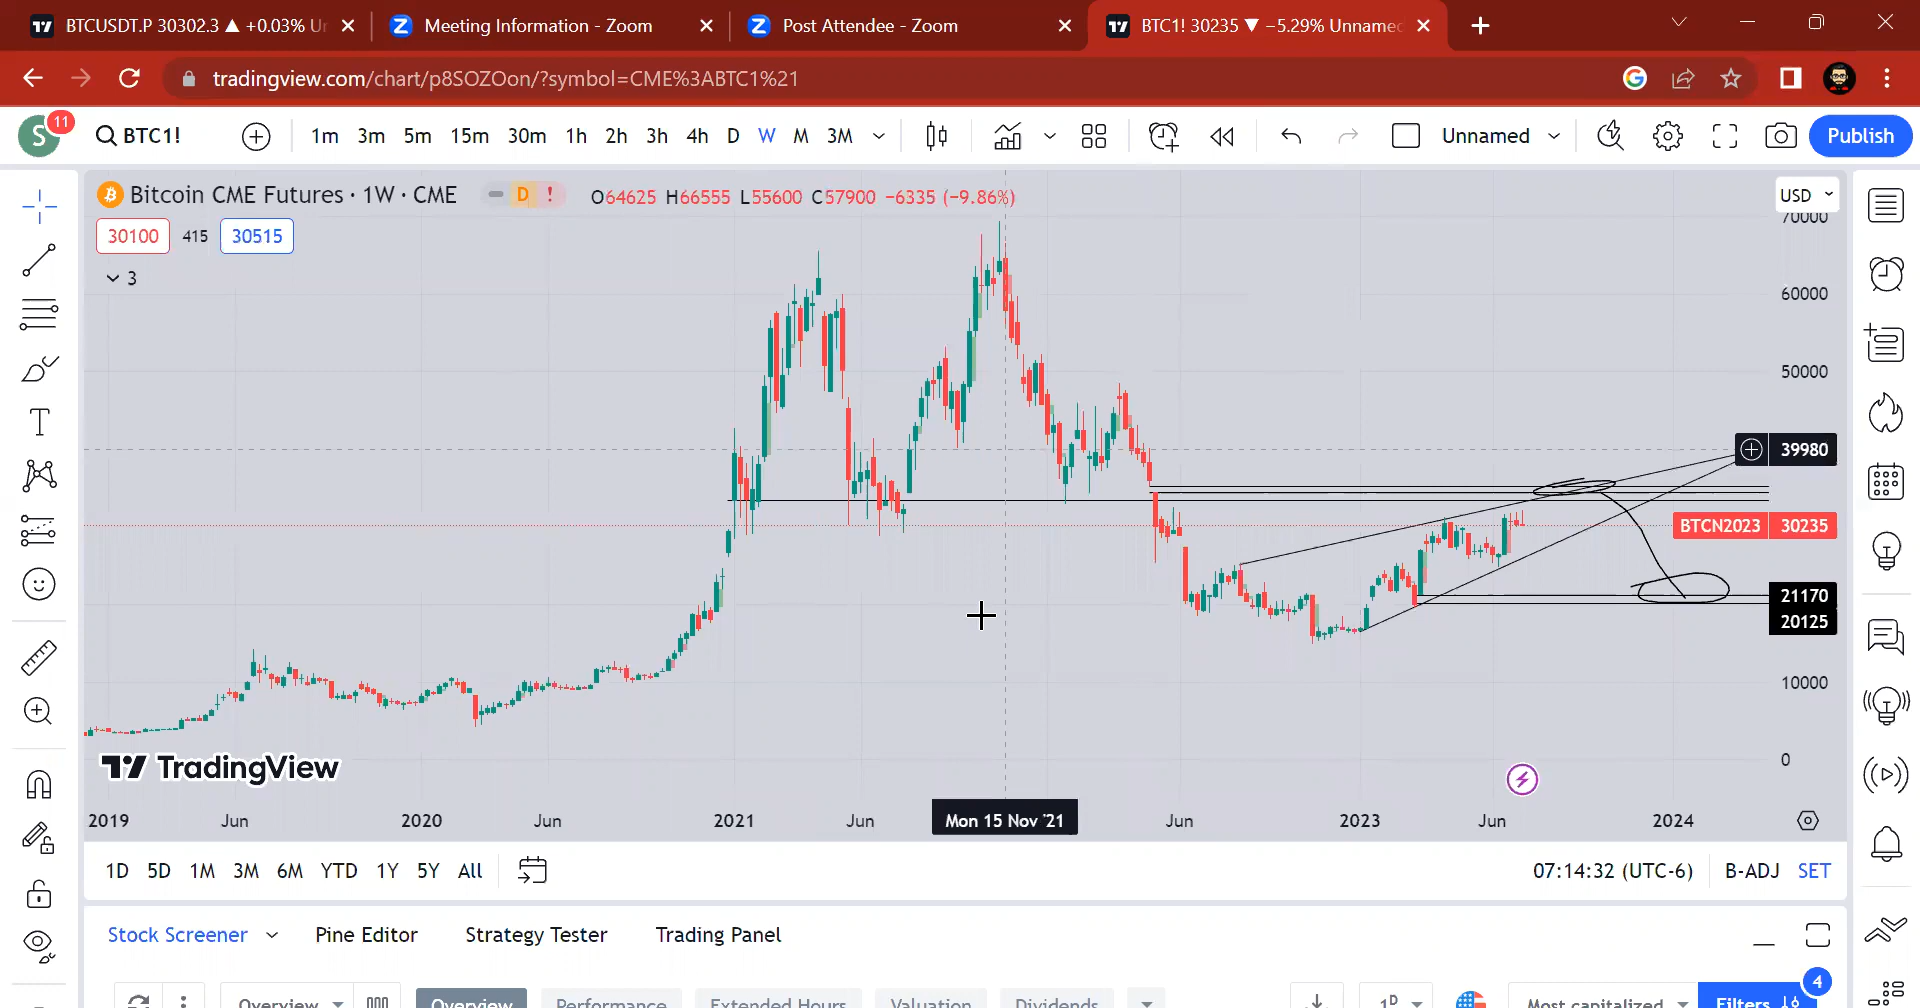 BTCUSDT.P 30302.3 ▲ +0.03% Ur
Meeting Information - Zoom
Post Attendee - Zoom
BTC1! 30235 ▼ −5.29% Unnamec
tradingview.com/chart/p8SOZOon/?symbol=CME%3ABTC1%21
S 11 BTC1! 1m 3m 5m 15m 30m 1h 2h 3h 4h D W M 3M Unnamed Publish
Bitcoin CME Futures · 1W · CME D ! O64625 H66555 L55600 C57900 −6335 (−9.86%) USD
70000
30100 415 30515
3
60000
50000
39980
BTCN2023 30235
21170
20125
10000
TradingView
0
2019 Jun 2020 Jun 2021 Jun Mon 15 Nov '21 Jun 2023 Jun 2024
1D 5D 1M 3M 6M YTD 1Y 5Y All 07:14:32 (UTC-6) B-ADJ SET
Stock Screener Pine Editor Strategy Tester Trading Panel
4
Overview Overview Performance Extended Hours Valuation Dividends 1D Most capitalized Filters